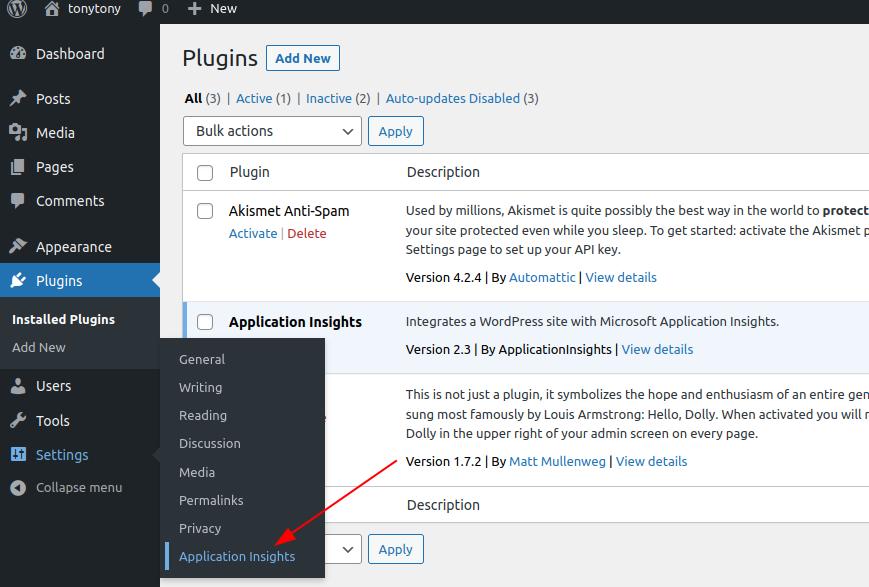 tonytony 0 New
Dashboard
Posts
Media
Pages
Comments
Appearance
Plugins
Installed Plugins
Add New
Users
Tools
Settings
Collapse menu
General
Writing
Reading
Discussion
Media
Permalinks
Privacy
Application Insights
Plugins Add New
All (3) | Active (1) | Inactive (2) | Auto-updates Disabled (3)
Bulk actions Apply
Plugin Description
Akismet Anti-Spam
Activate | Delete
Used by millions, Akismet is quite possibly the best way in the world to protect
your site protected even while you sleep. To get started: activate the Akismet
Settings page to set up your API key.
Version 4.2.4 | By Automattic | View details
Application Insights
Integrates a WordPress site with Microsoft Application Insights.
Version 2.3 | By ApplicationInsights | View details
This is not just a plugin, it symbolizes the hope and enthusiasm of an entire
sung most famously by Louis Armstrong: Hello, Dolly. When activated you will
Dolly in the upper right of your admin screen on every page.
Version 1.7.2 | By Matt Mullenweg | View details
Description
Apply